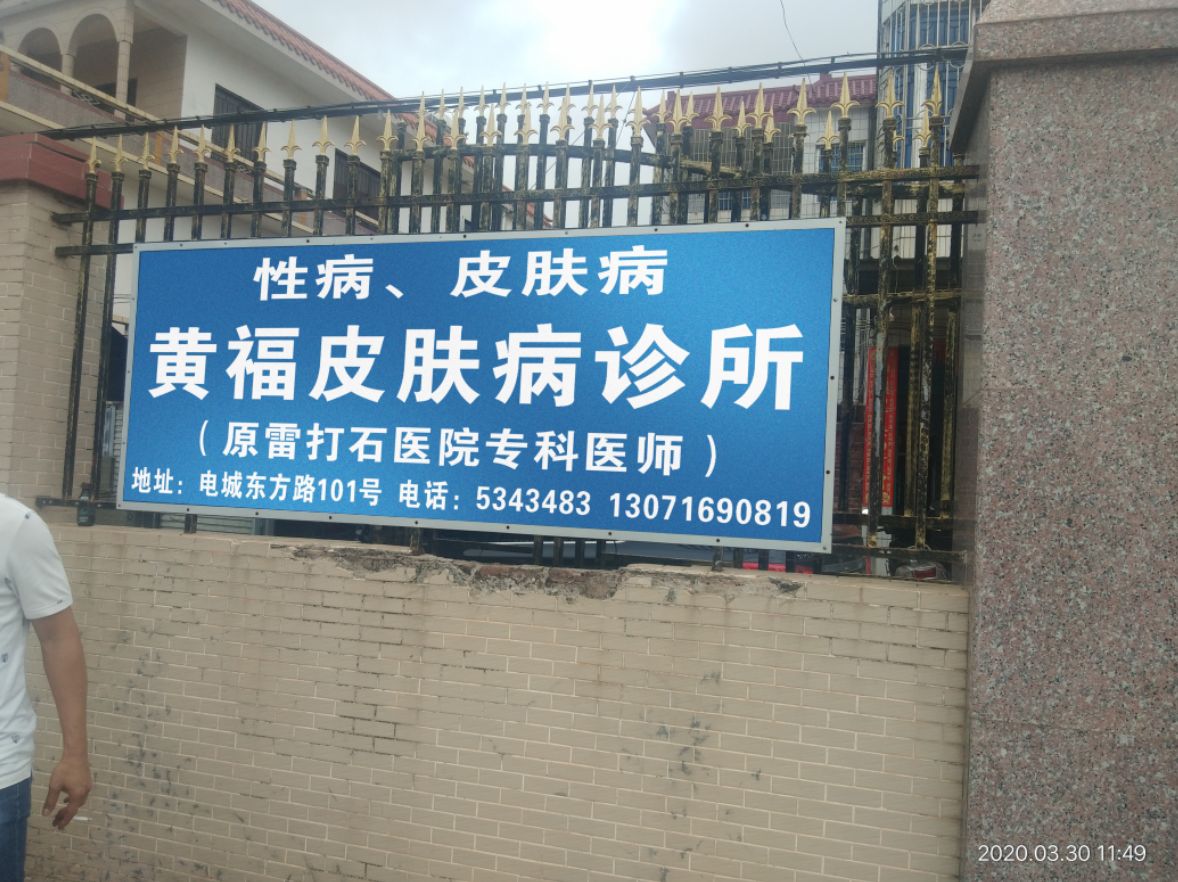 性病、皮肤病
黄福皮肤病诊所
（原雷打石医院专科医师）
地址：电城东方路101号 电话：5343483 13071690819
2020.03.30 11:49